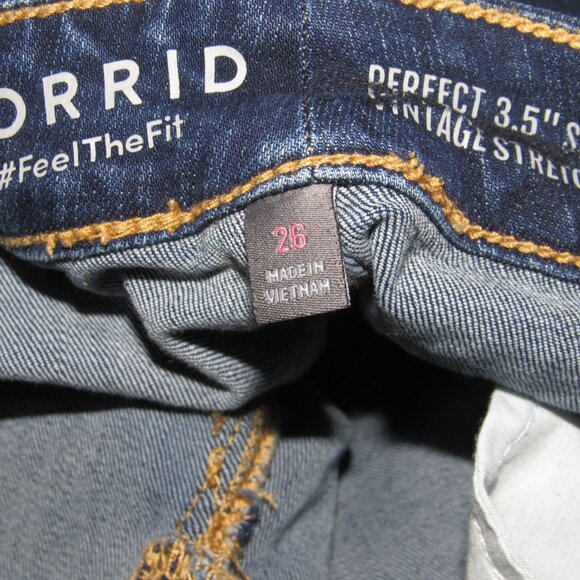 ORRID
#FeelTheFit
PERFECT 3.5" S
VINTAGE STRETC
26
MADE IN
VIETNAM